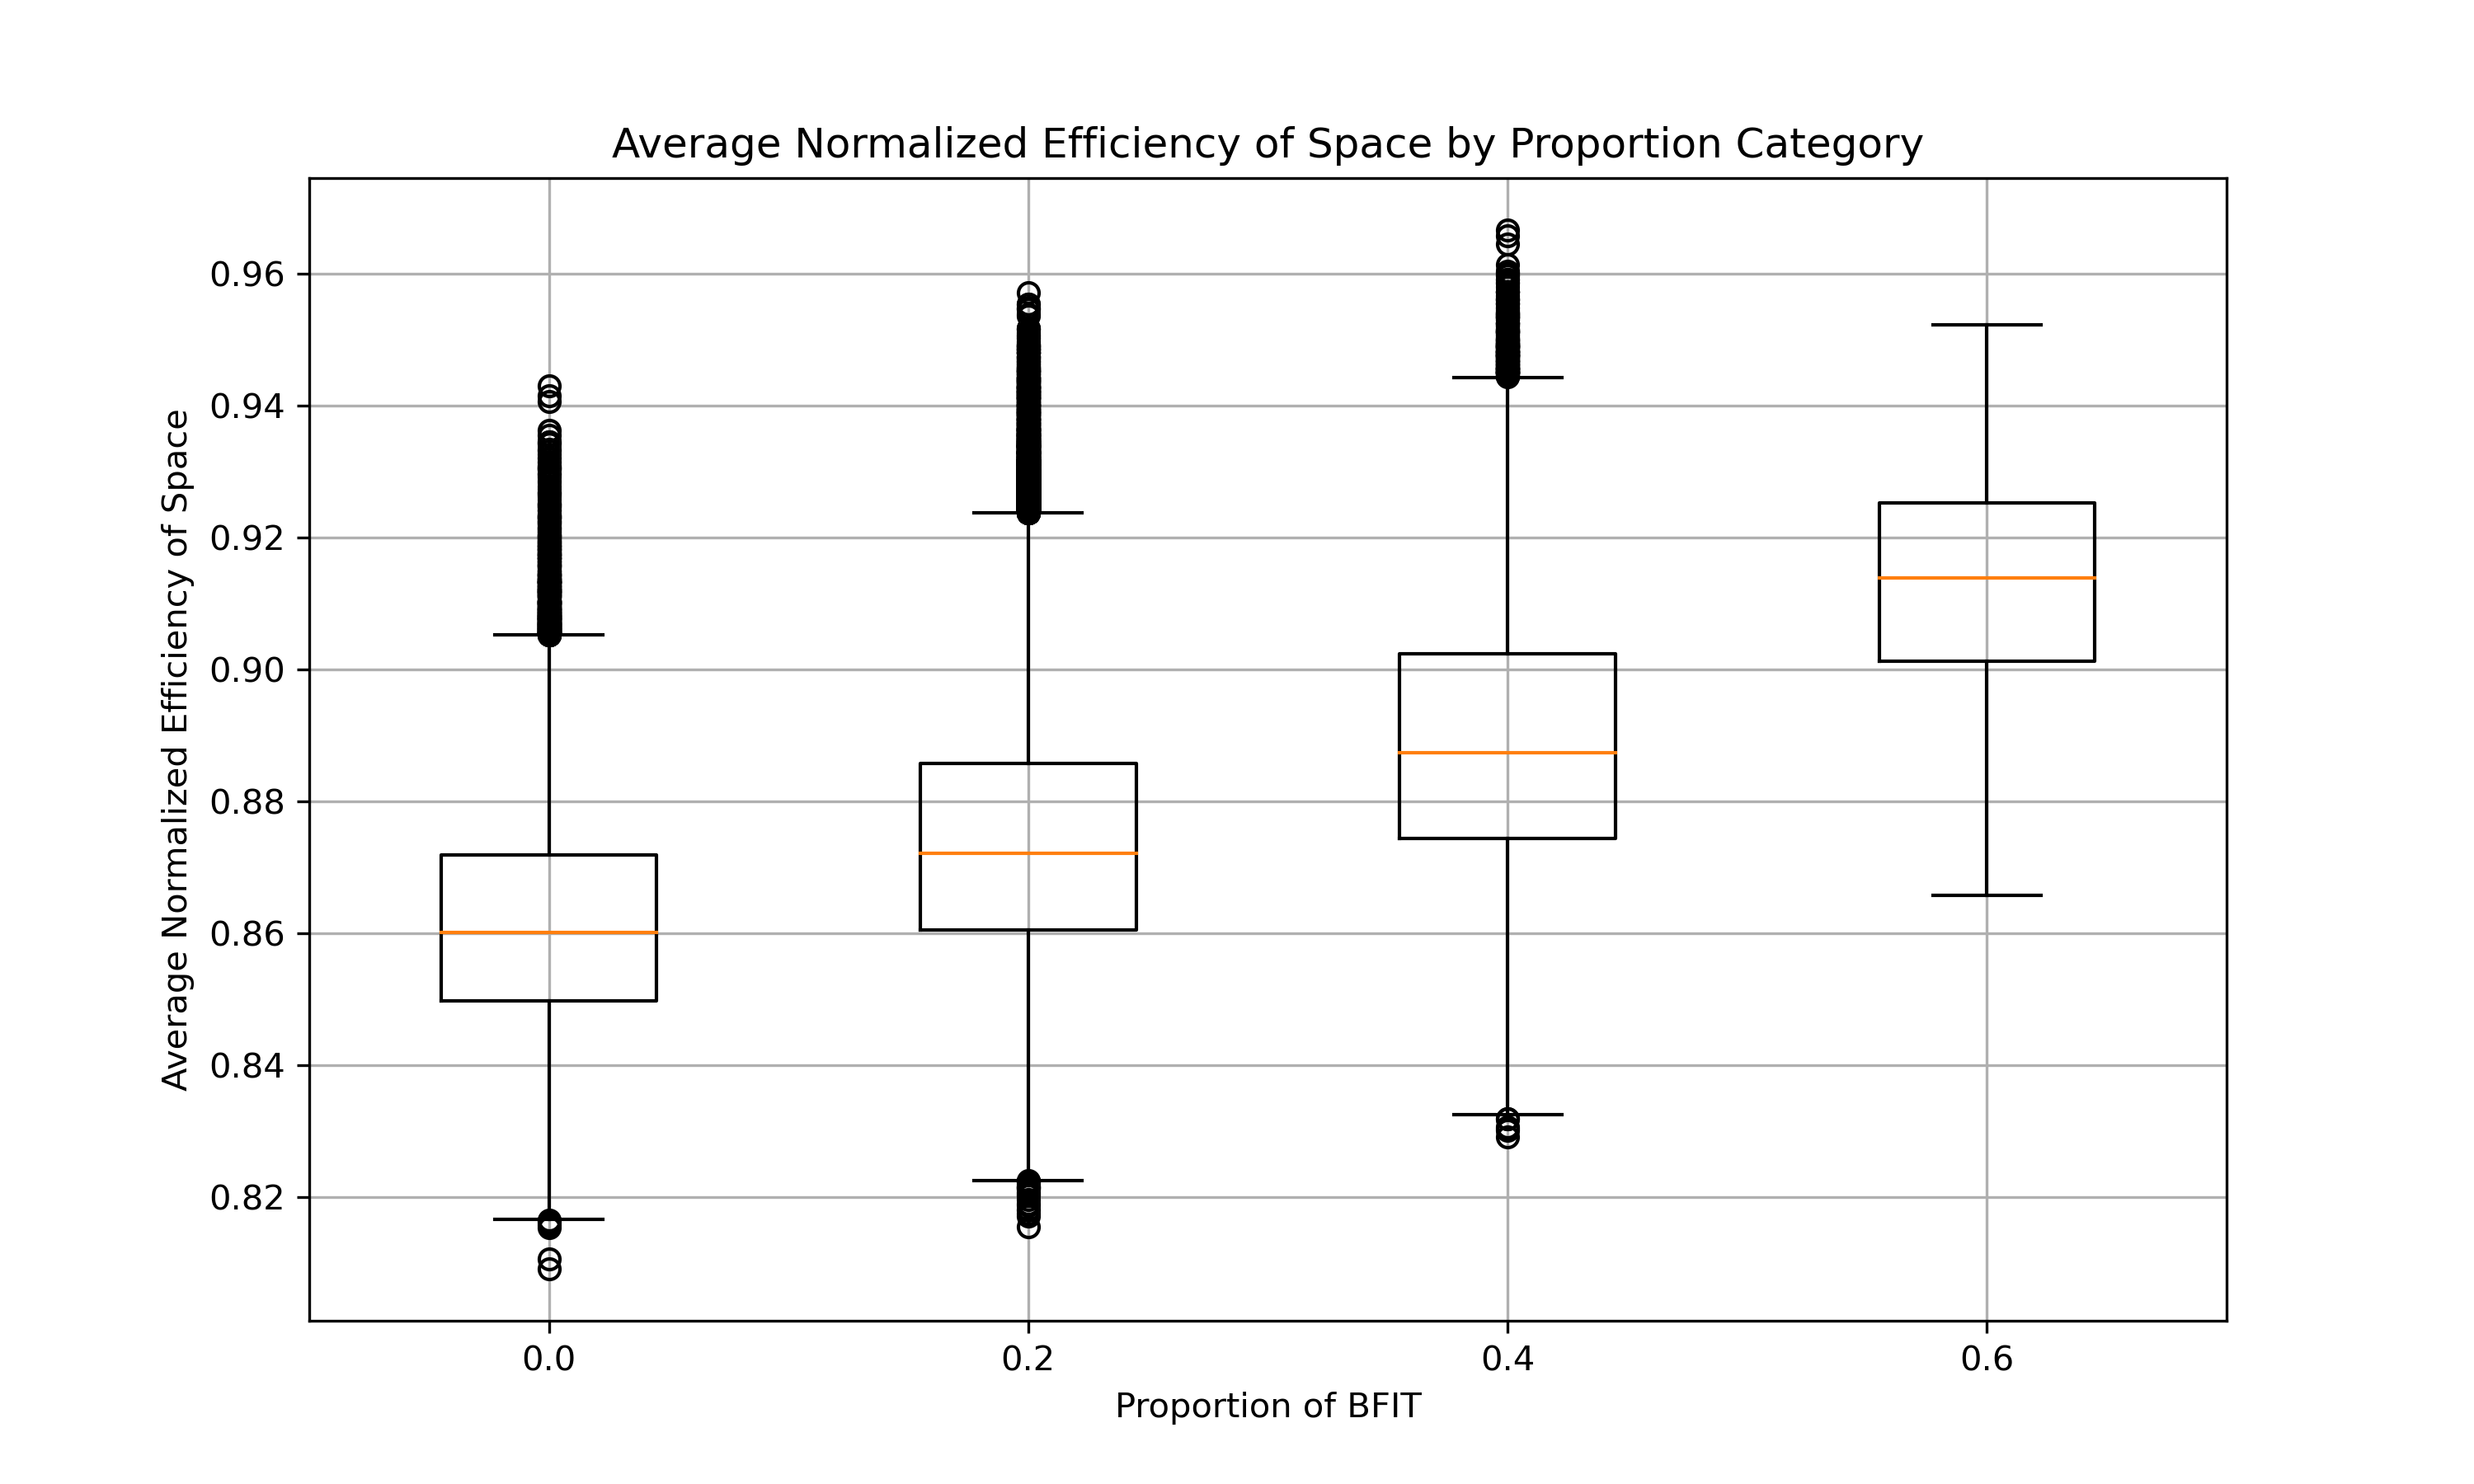 Average Normalized Efficiency of Space by Proportion Category
Average Normalized Efficiency of Space
0.96
0.94
0.92
0.90
0.88
0.86
0.84
0.82
0.0 0.2 0.4 0.6
Proportion of BFIT